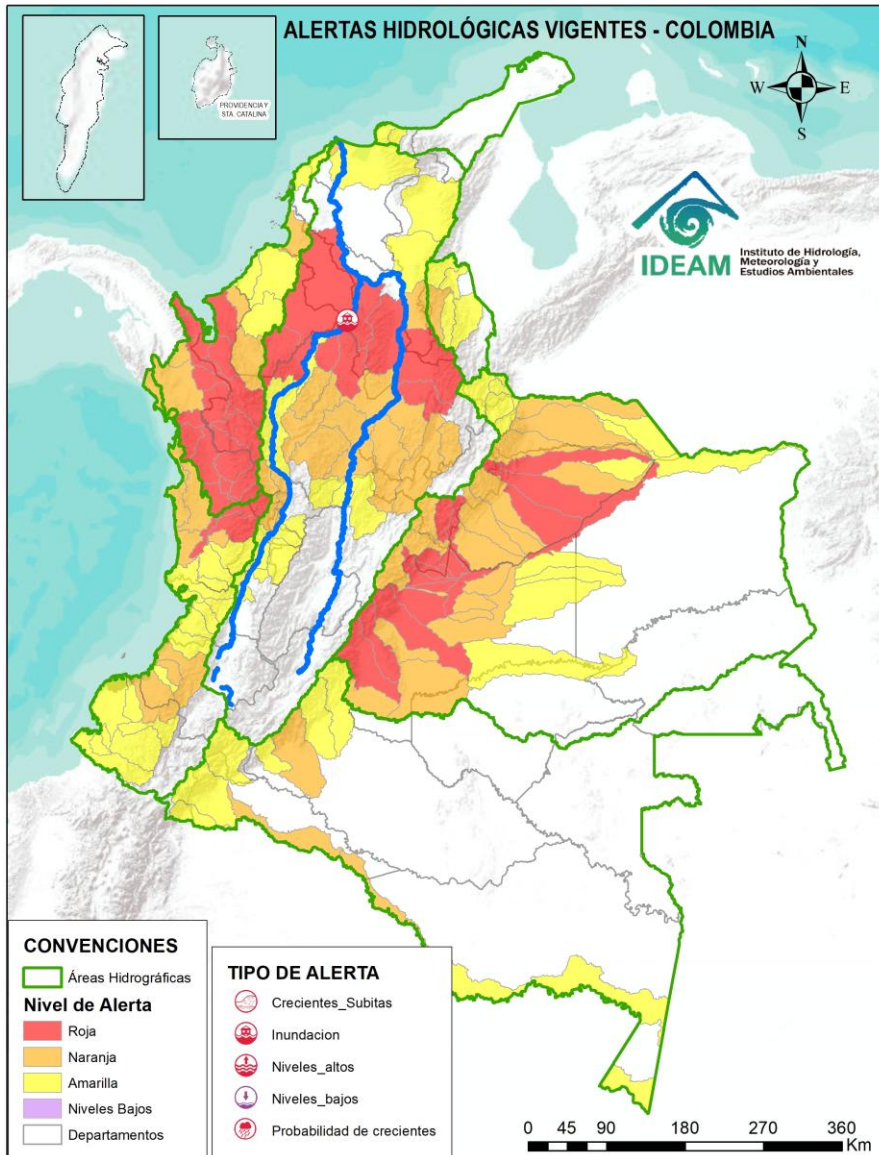 ALERTAS HIDROLÓGICAS VIGENTES - COLOMBIA
PROVIDENCIA Y
STA. CATALINA
N
W
E
S
IDEAM
Instituto de Hidrología,
Meteorología y
Estudios Ambientales
CONVENCIONES
Áreas Hidrográficas
Nivel de Alerta
Roja
Naranja
Amarilla
Niveles Bajos
Departamentos
TIPO DE ALERTA
Crecientes_Subitas
Inundacion
Niveles_altos
Niveles_bajos
Probabilidad de crecientes
0 45 90 180 270 360
Km